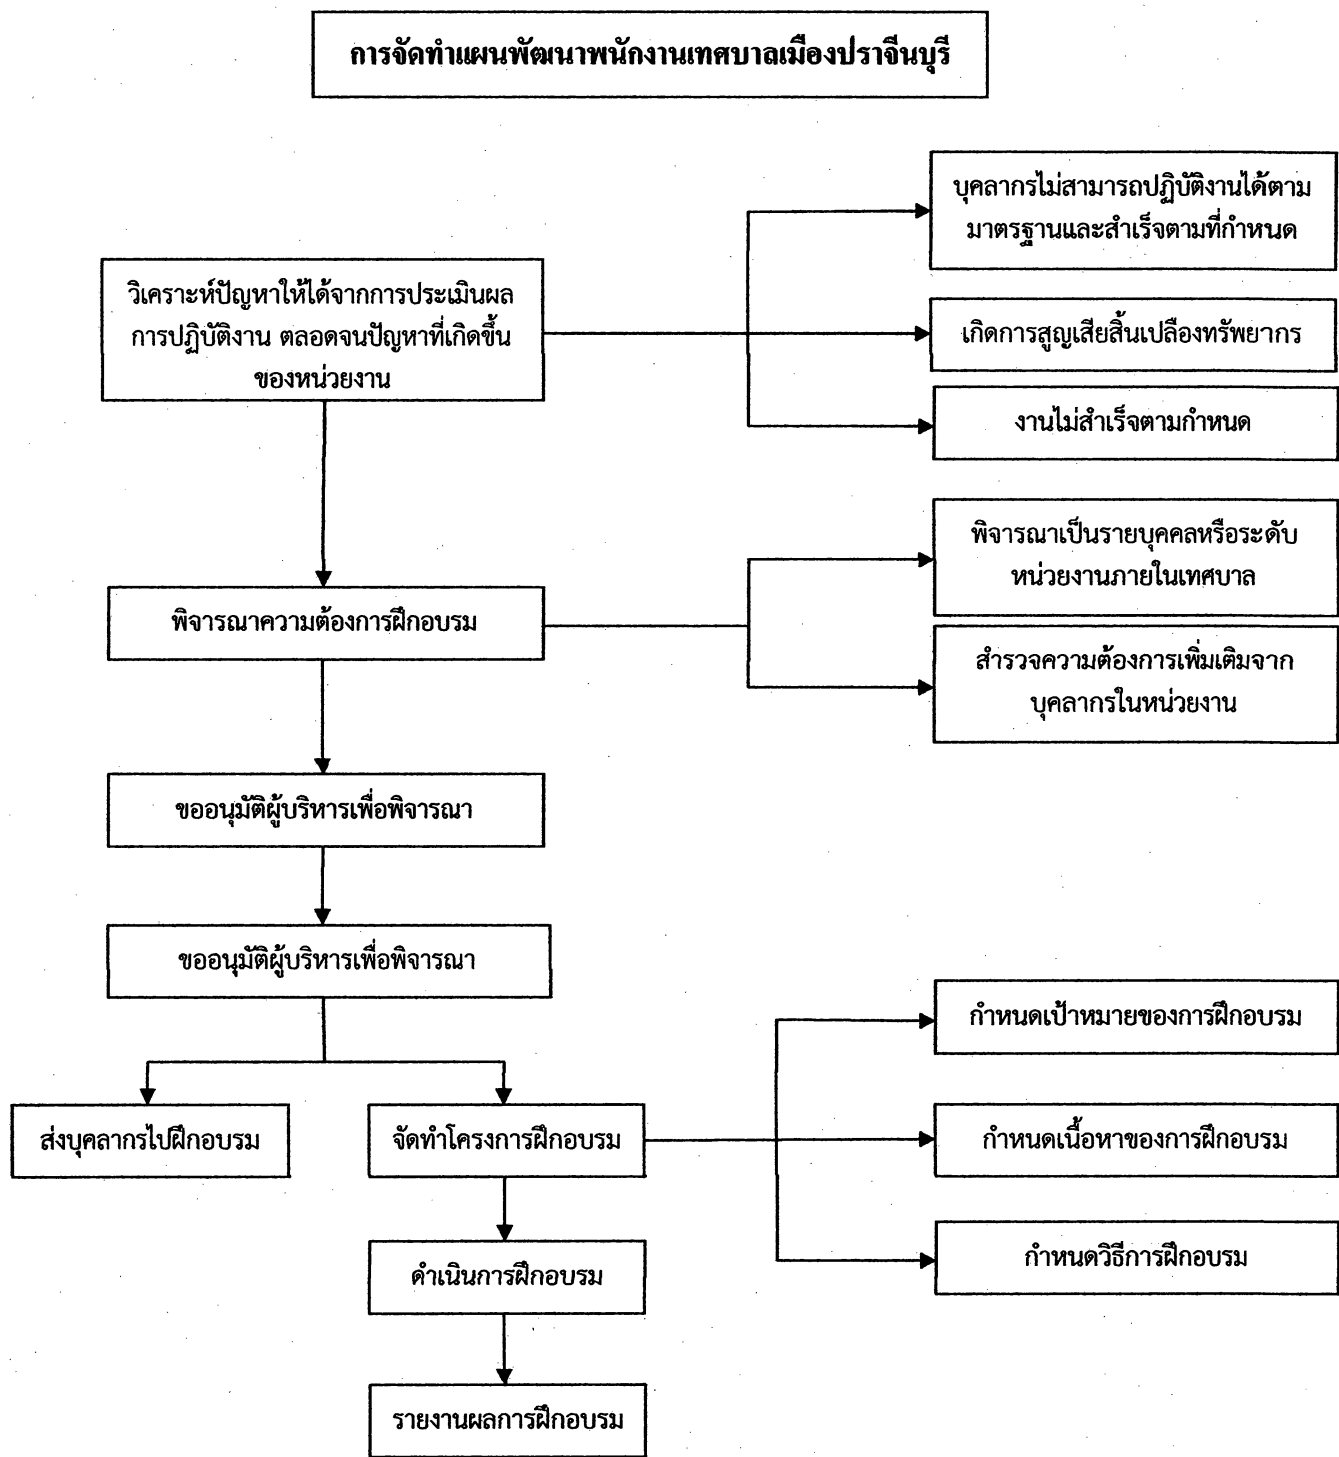 การจัดทำแผนพัฒนาพนักงานเทศบาลเมืองปราจีนบุรี
บุคลากรไม่สามารถปฏิบัติงานได้ตาม
มาตรฐานและสำเร็จตามที่กำหนด
วิเคราะห์ปัญหาให้ได้จากการประเมินผล
การปฏิบัติงาน ตลอดจนปัญหาที่เกิดขึ้น
ของหน่วยงาน
เกิดการสูญเสียสิ้นเปลืองทรัพยากร
งานไม่สำเร็จตามกำหนด
พิจารณาเป็นรายบุคคลหรือระดับ
หน่วยงานภายในเทศบาล
พิจารณาความต้องการฝึกอบรม
สำรวจความต้องการเพิ่มเติมจาก
บุคลากรในหน่วยงาน
ขออนุมัติผู้บริหารเพื่อพิจารณา
ขออนุมัติผู้บริหารเพื่อพิจารณา
กำหนดเป้าหมายของการฝึกอบรม
ส่งบุคลากรไปฝึกอบรม
จัดทำโครงการฝึกอบรม
กำหนดเนื้อหาของการฝึกอบรม
กำหนดวิธีการฝึกอบรม
ดำเนินการฝึกอบรม
รายงานผลการฝึกอบรม